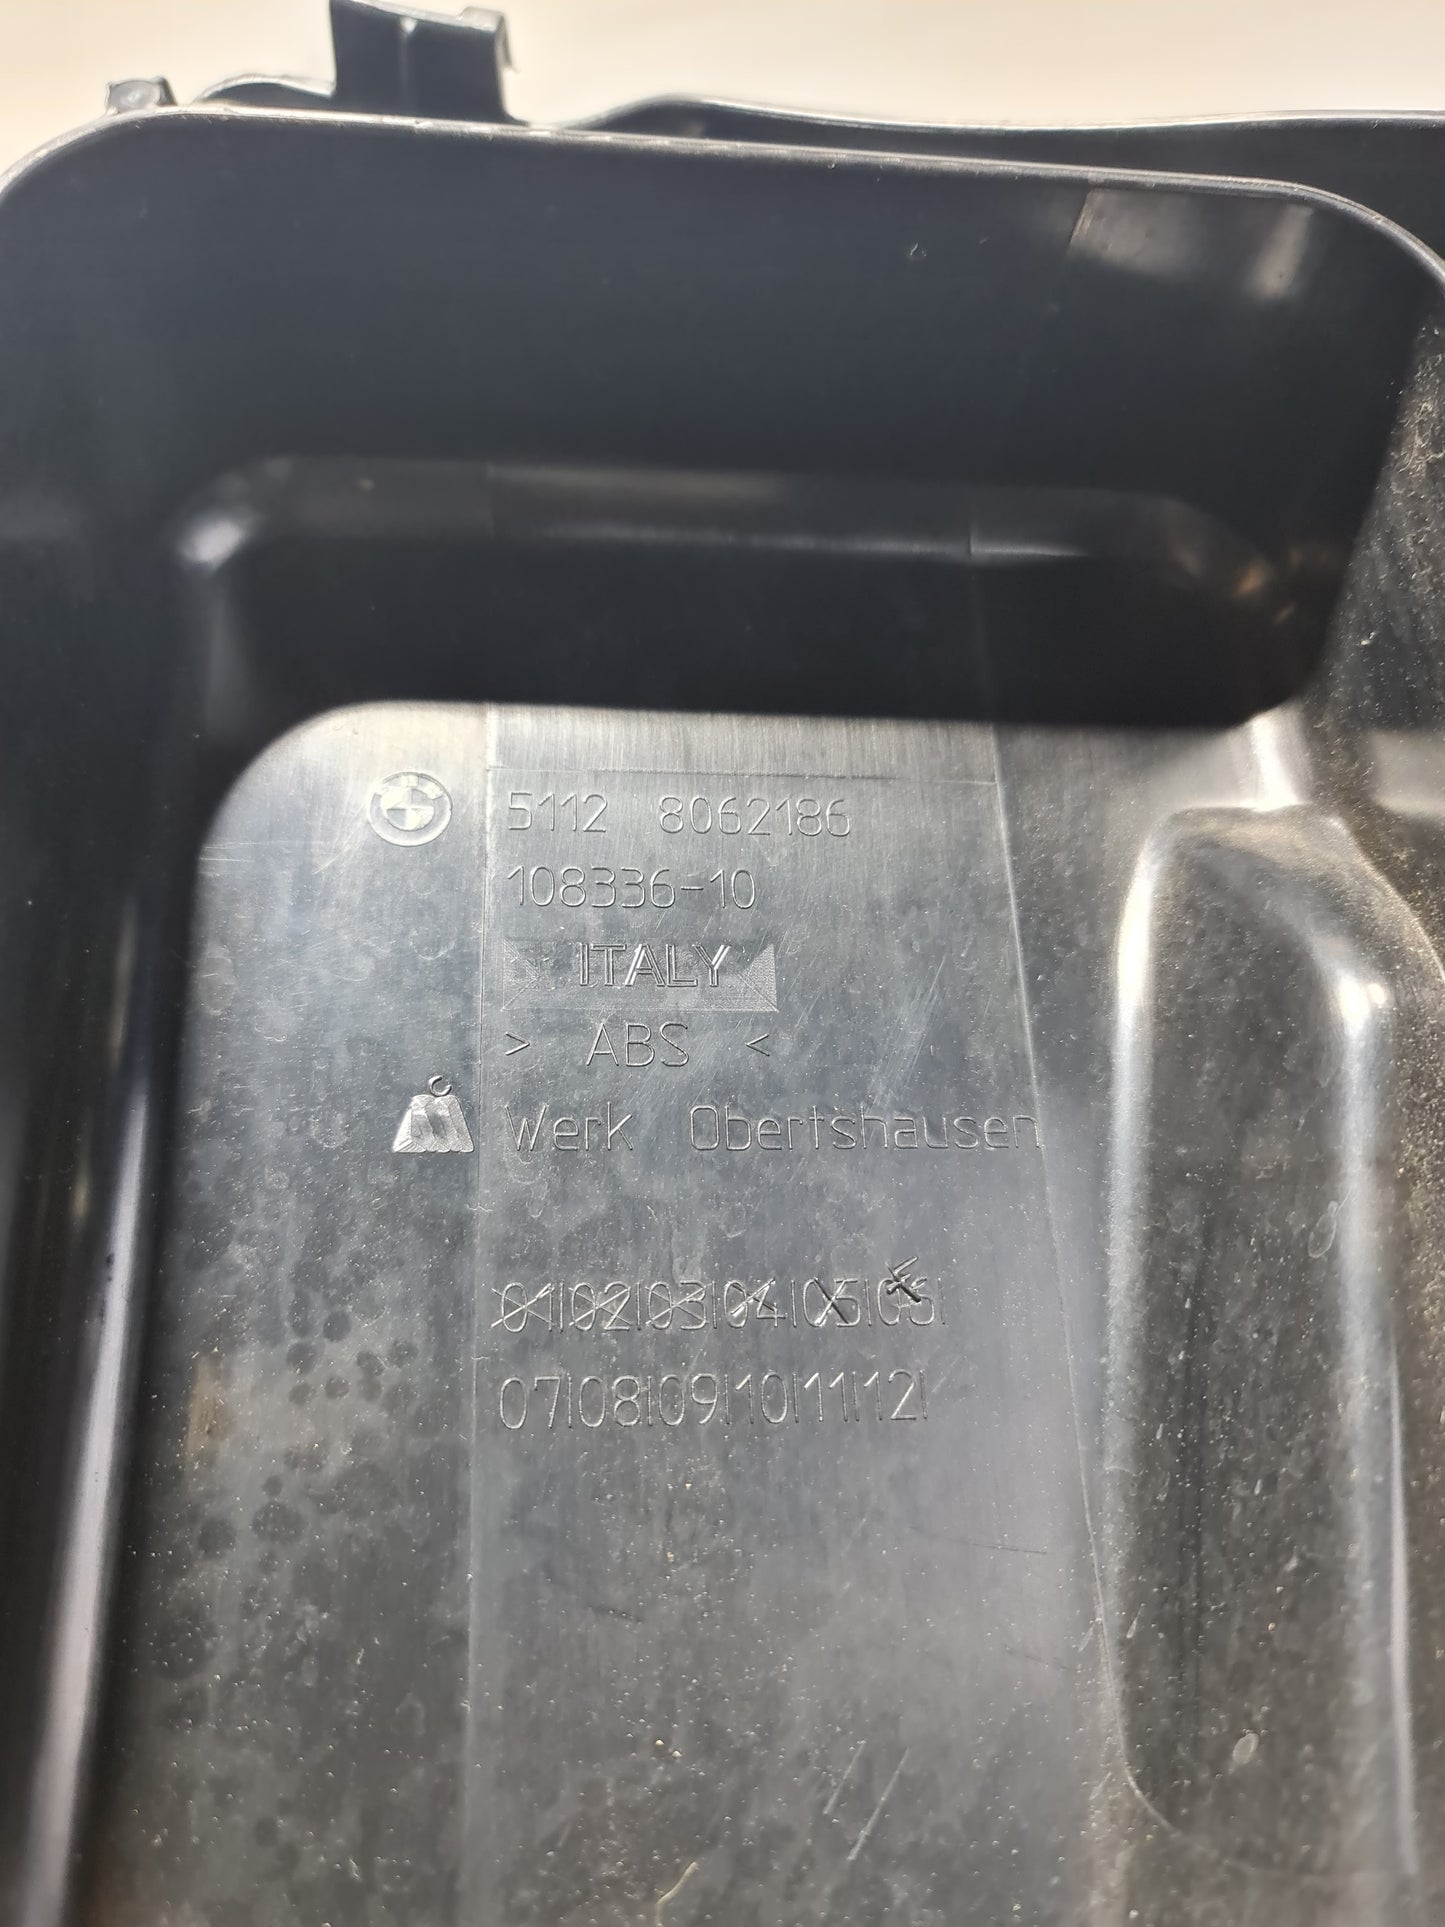 5112 8062186
108336-10
ITALY
> ABS <
Werk Obertshausen
01|02|03|04|05|06|
07|08|09|10|11|12|